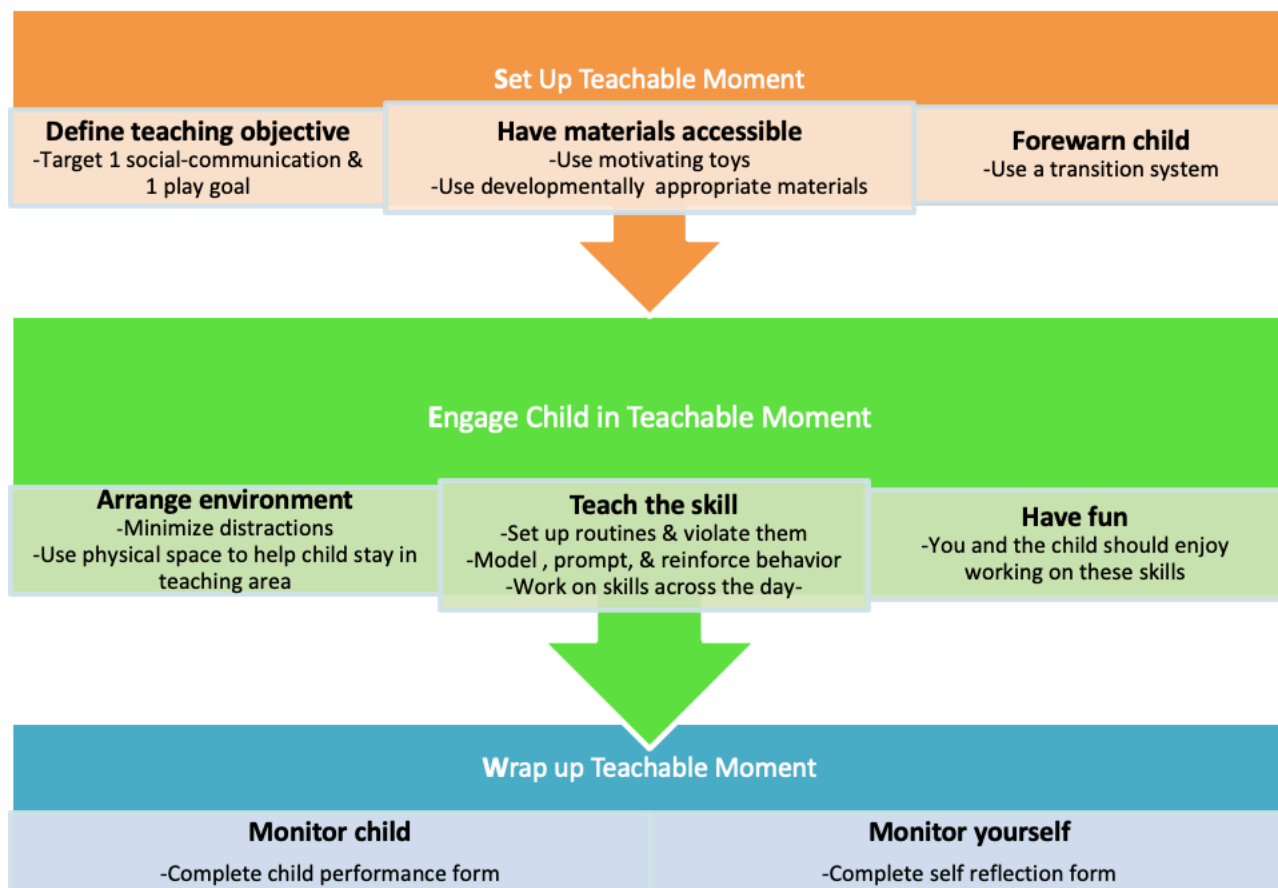 Set Up Teachable Moment
Define teaching objective
-Target 1 social-communication &
1 play goal
Have materials accessible
-Use motivating toys
-Use developmentally  appropriate materials
Forewarn child
-Use a transition system
Engage Child in Teachable Moment
Arrange environment
-Minimize distractions
-Use physical space to help child stay in
teaching area
Teach the skill
-Set up routines & violate them
-Model , prompt, & reinforce behavior
-Work on skills across the day-
Have fun
-You and the child should enjoy
working on these skills
Wrap up Teachable Moment
Monitor child
-Complete child performance form
Monitor yourself
-Complete self reflection form